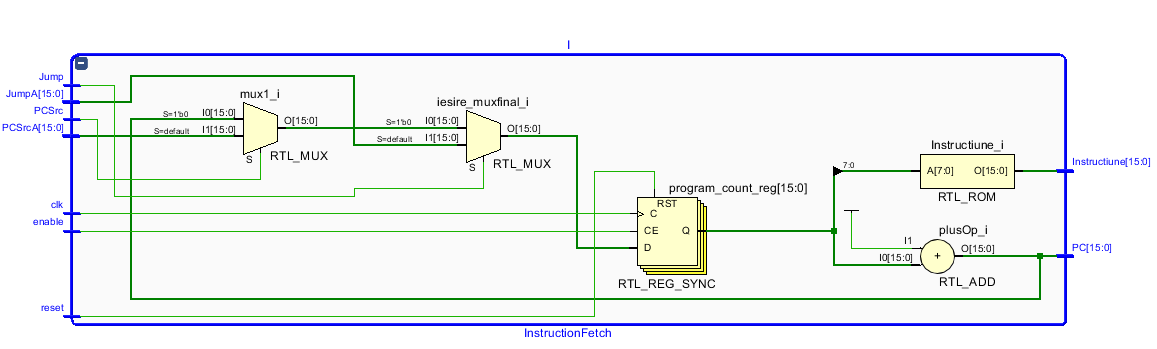 I
Jump
JumpA[15:0]
PCSrc
PCSrcA[15:0]
clk
enable
reset
mux1_i
S=1'b0
I0[15:0]
S=default
I1[15:0]
O[15:0]
S
RTL_MUX
iesire_muxfinal_i
S=1'b0
I0[15:0]
S=default
I1[15:0]
O[15:0]
S
RTL_MUX
program_count_reg[15:0]
RST
C
CE
Q
D
RTL_REG_SYNC
7:0
Instructiune_i
A[7:0]
O[15:0]
RTL_ROM
plusOp_i
I1
I0[15:0]
+
O[15:0]
RTL_ADD
Instructiune[15:0]
PC[15:0]
InstructionFetch